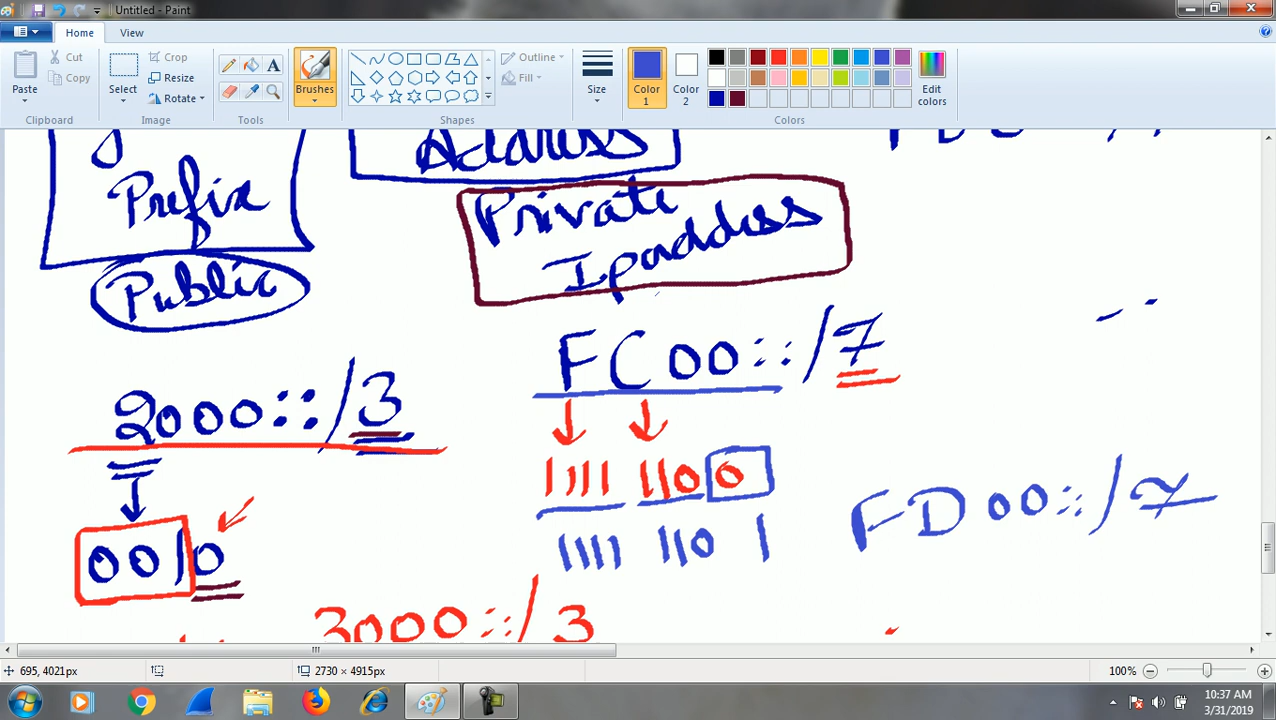 Untitled - Paint
Home
View
Paste
Cut
Copy
Clipboard
Select
Crop
Resize
Rotate
Image
Tools
Brushes
Shapes
Outline
Fill
Size
Color
1
Color
2
Edit
colors
Colors
Address
Prefix
Private
Ipaddoss
Public
FC00::/7
2000::/3
1111 110 0
FD00::/7
1111 110 1
0010
3000::/3
695, 4021px
2730 × 4915px
100%
10:37 AM
3/31/2019